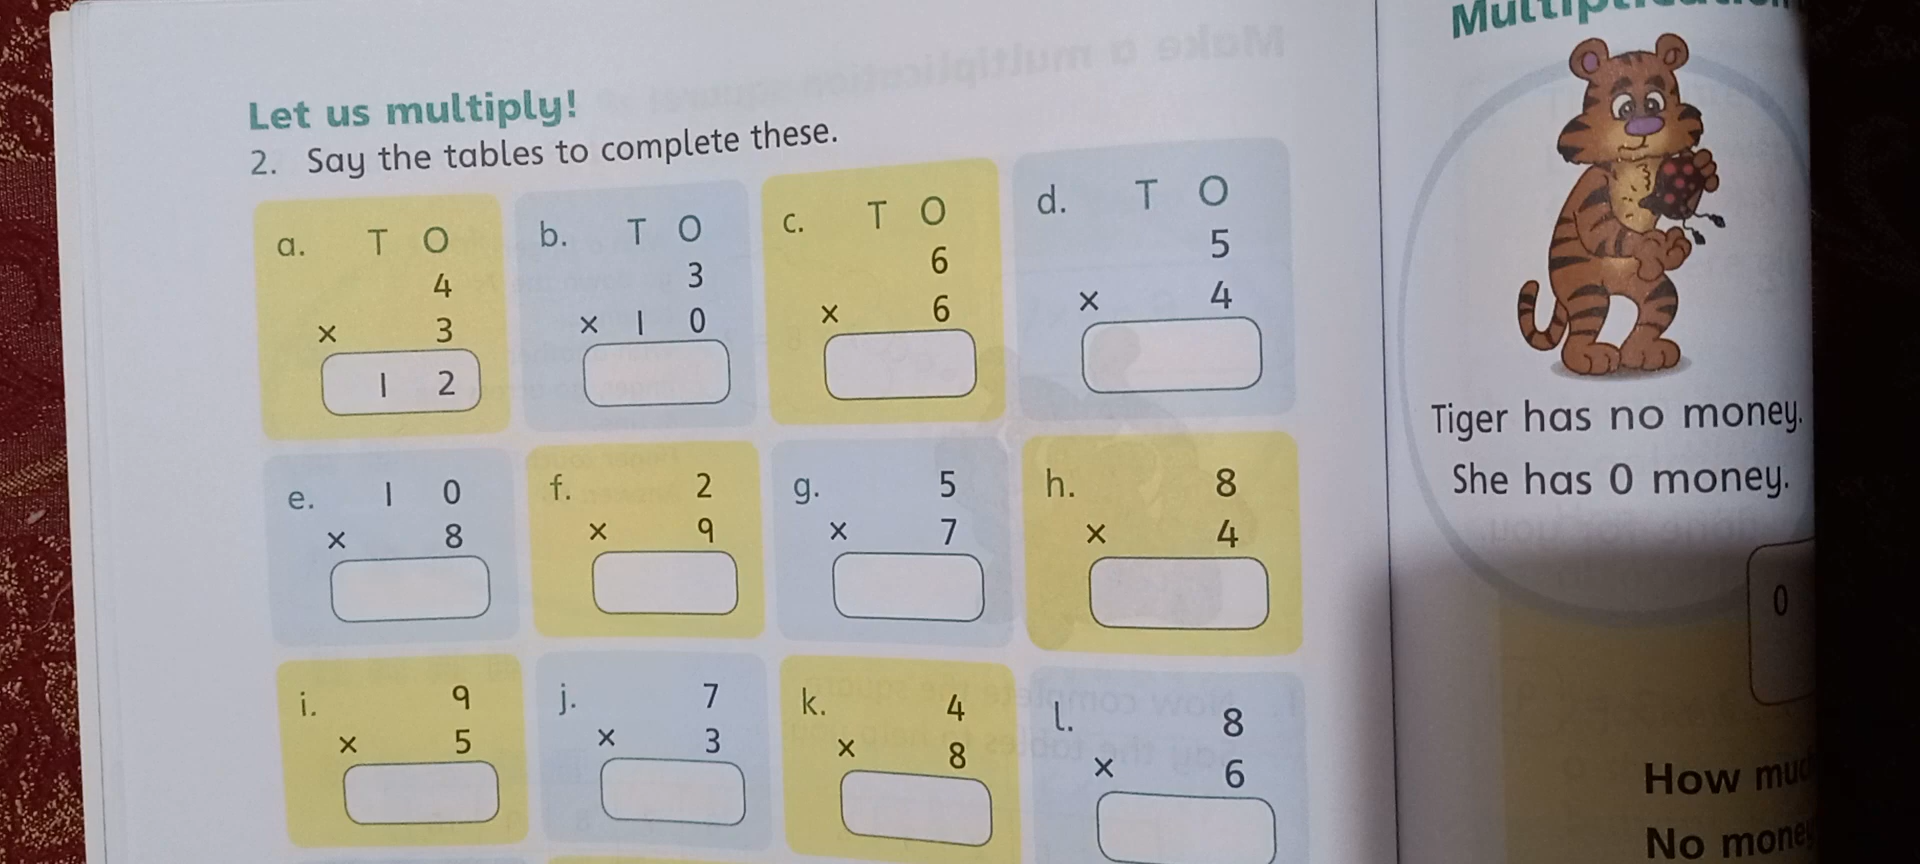 Let us multiply!
2. Say the tables to complete these.
a. T O
4
× 3
1 2
b. T O
3
× 1 0
c. T O
6
× 6
d. T O
5
× 4
e. 1 0
× 8
f. 2
× 9
g. 5
× 7
h. 8
× 4
i. 9
× 5
j. 7
× 3
k. 4
× 8
l. 8
× 6
Tiger has no money.
She has 0 money.
0
How
No